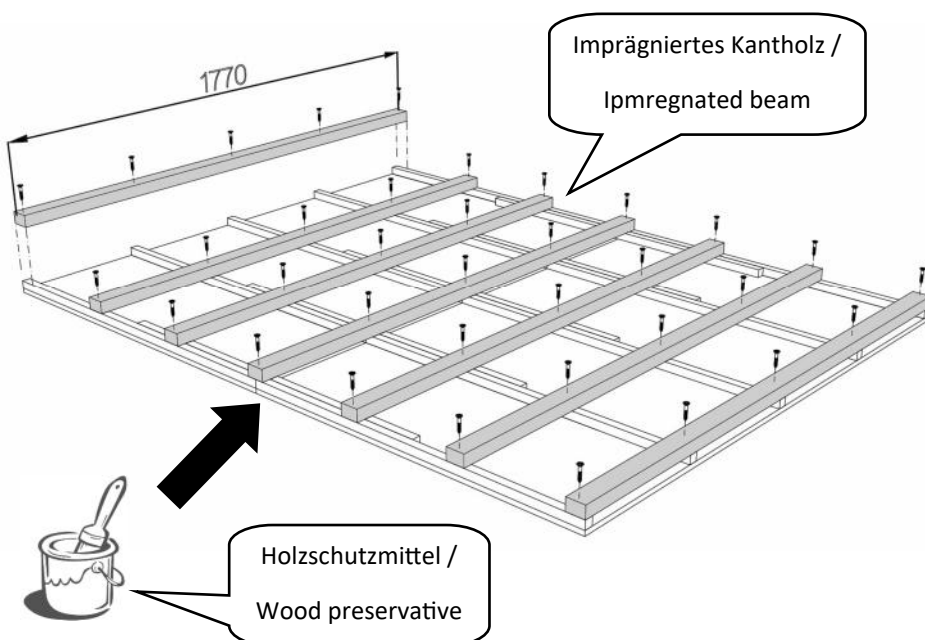 1770
Imprägniertes Kantholz /
Ipmregnated beam
Holzschutzmittel /
Wood preservative